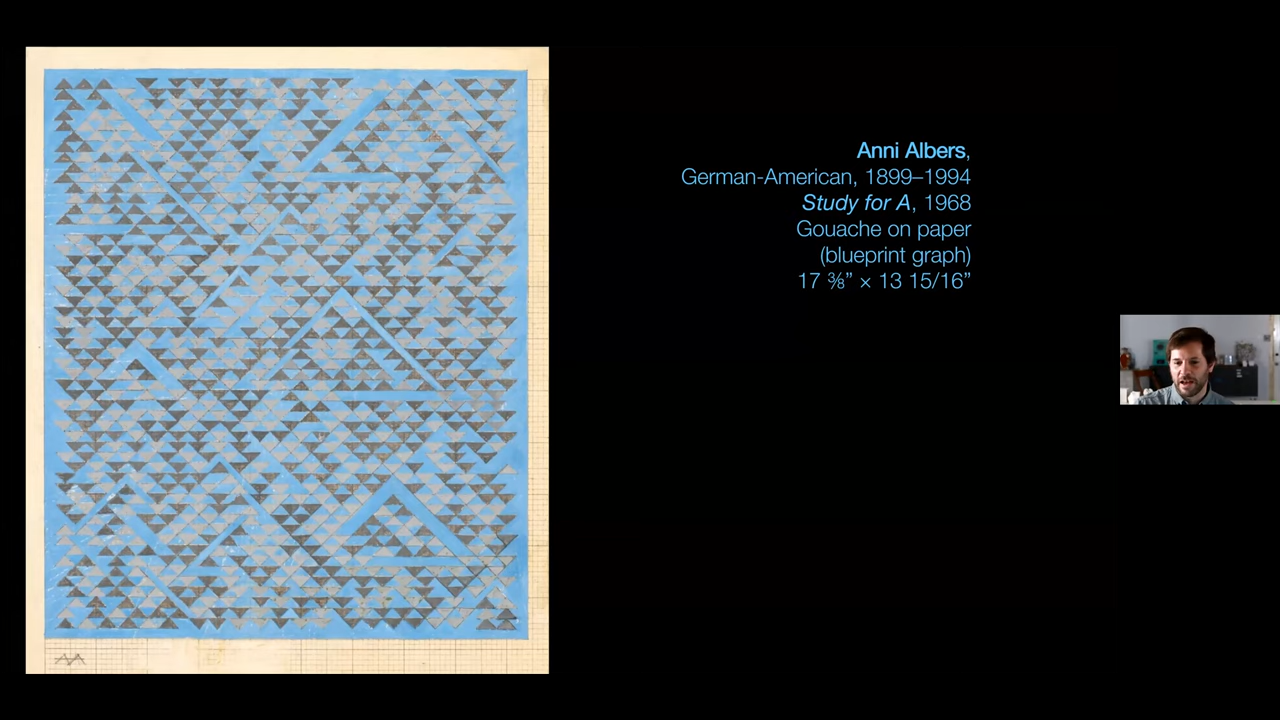 Anni Albers,
German-American, 1899–1994
Study for A, 1968
Gouache on paper
(blueprint graph)
17 ⅜” × 13 15/16”
AA